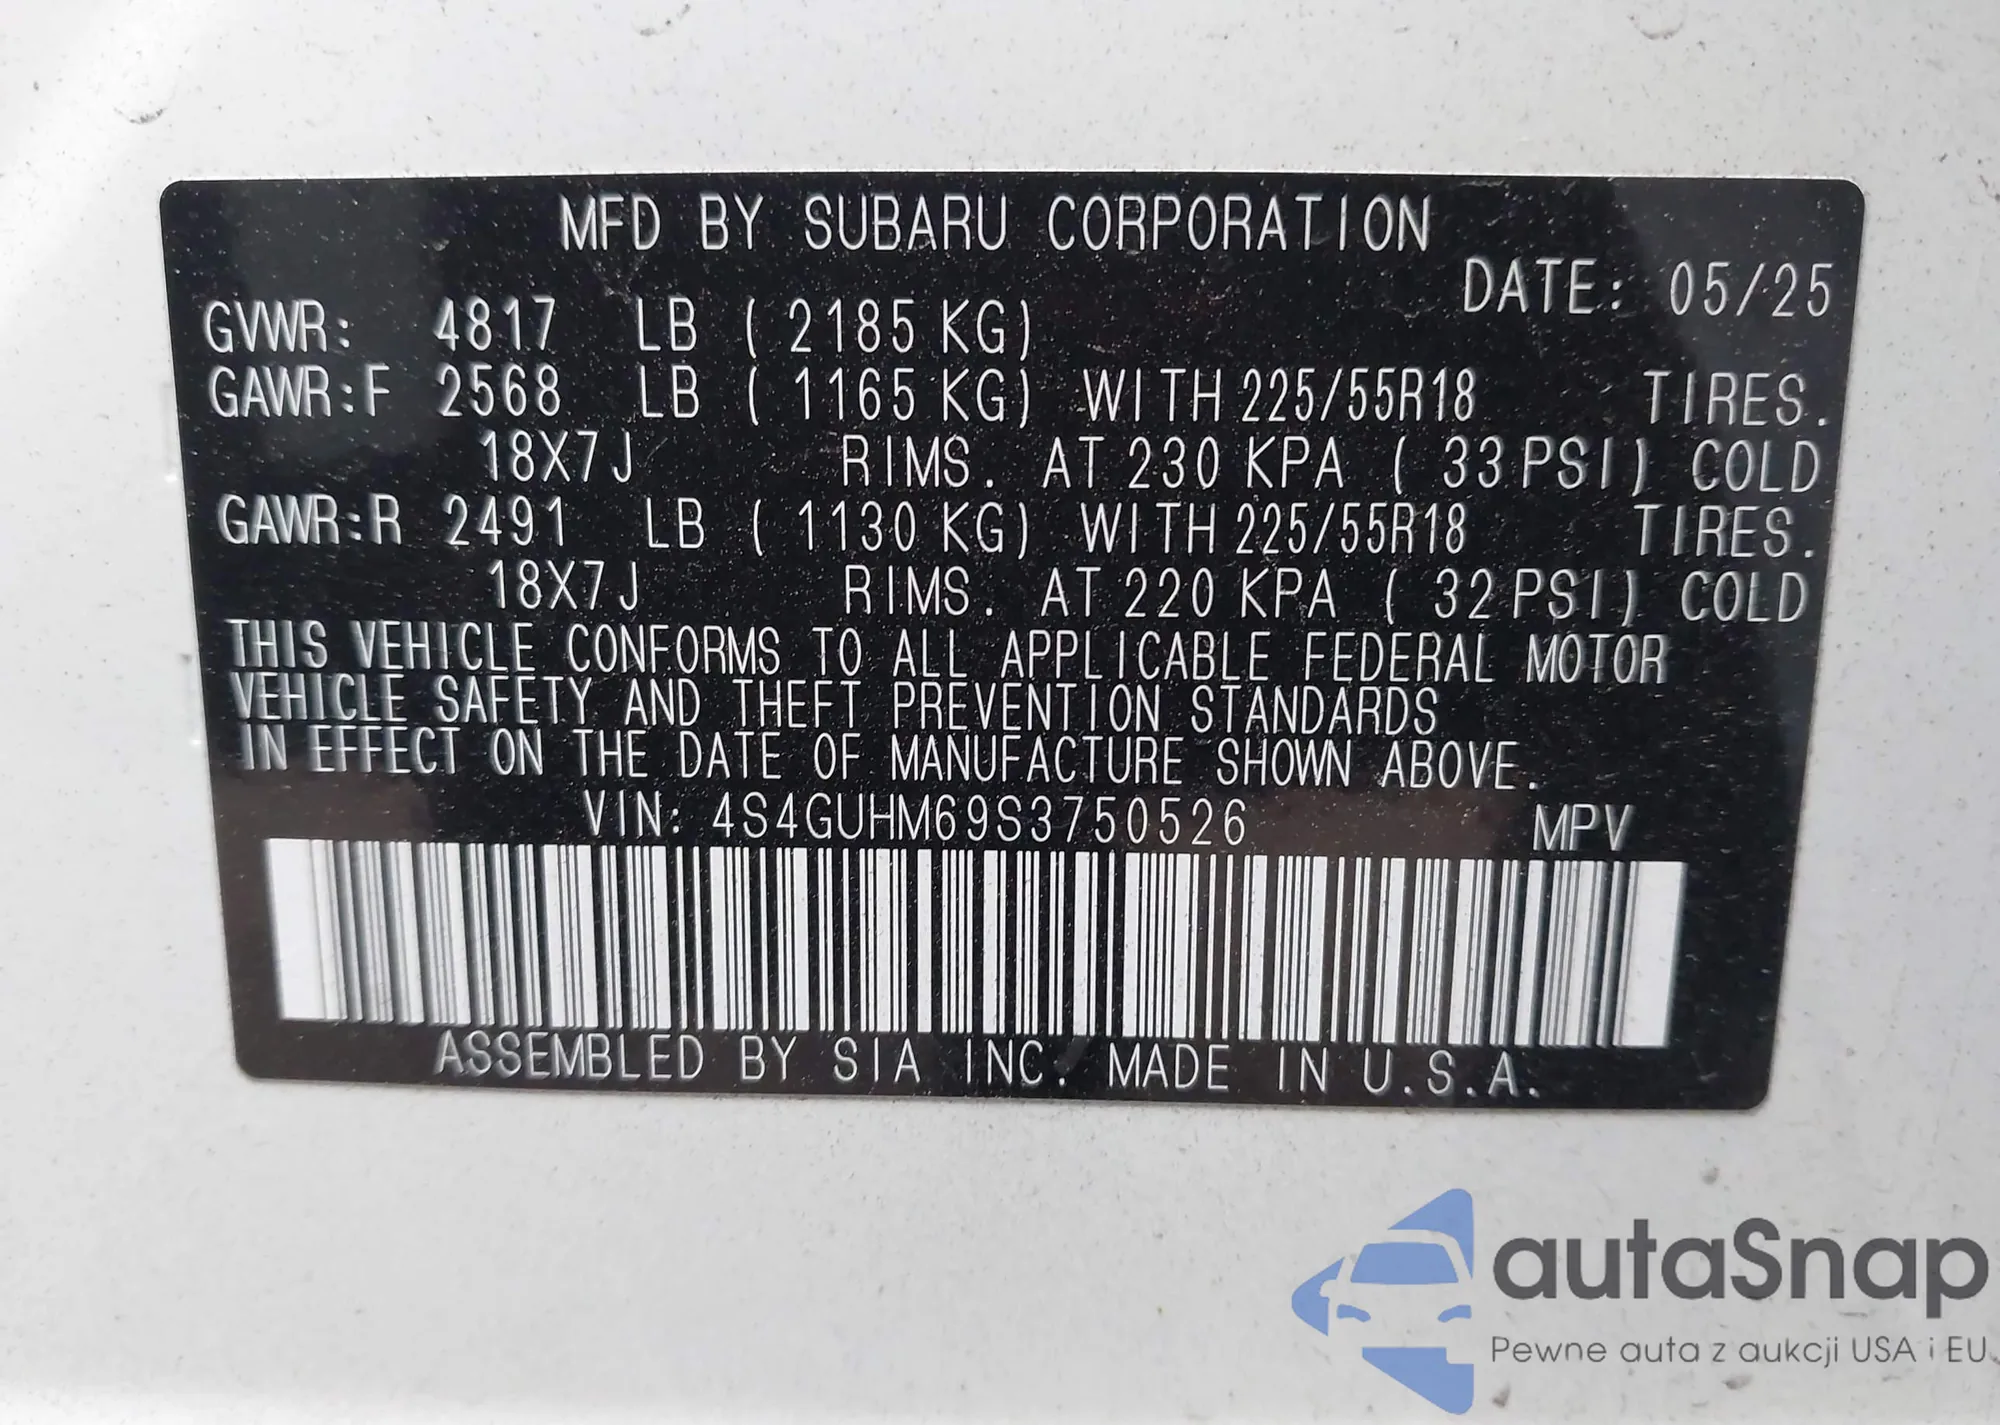 MFD BY SUBARU CORPORATION
DATE: 05/25
GVWR: 4817 LB ( 2185 KG)
GAWR:F 2568 LB ( 1165 KG) WITH 225/55R18 TIRES.
18X7J RIMS. AT 230 KPA ( 33 PSI) COLD
GAWR:R 2491 LB ( 1130 KG) WITH 225/55R18 TIRES.
18X7J RIMS. AT 220 KPA ( 32 PSI) COLD
THIS VEHICLE CONFORMS TO ALL APPLICABLE FEDERAL MOTOR
VEHICLE SAFETY AND THEFT PREVENTION STANDARDS
IN EFFECT ON THE DATE OF MANUFACTURE SHOWN ABOVE.
VIN: 4S4GUHM69S3750526 MPV
ASSEMBLED BY SIA INC. MADE IN U.S.A.
autaSnap
Pewne auta z aukcji USA i EU